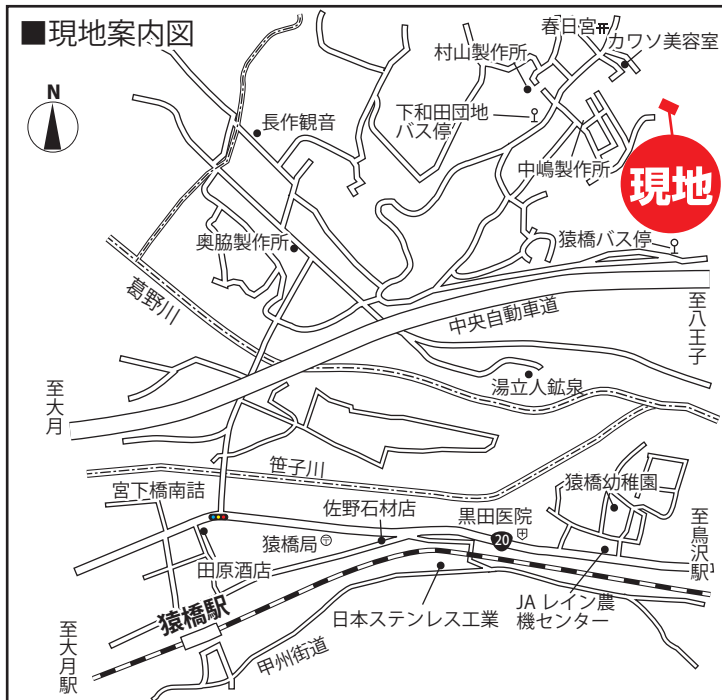 ■現地案内図
N
春日宮
カワソ美容室
村山製作所
下和田団地
バス停
長作観音
中嶋製作所
現地
猿橋バス停
奥脇製作所
葛野川
中央自動車道
至八王子
至大月
湯立人鉱泉
笹子川
猿橋幼稚園
宮下橋南詰
佐野石材店
黒田医院
至鳥沢駅
猿橋局
20
田原酒店
猿橋駅
日本ステンレス工業
JA レイン農
機センター
至大月駅
甲州街道